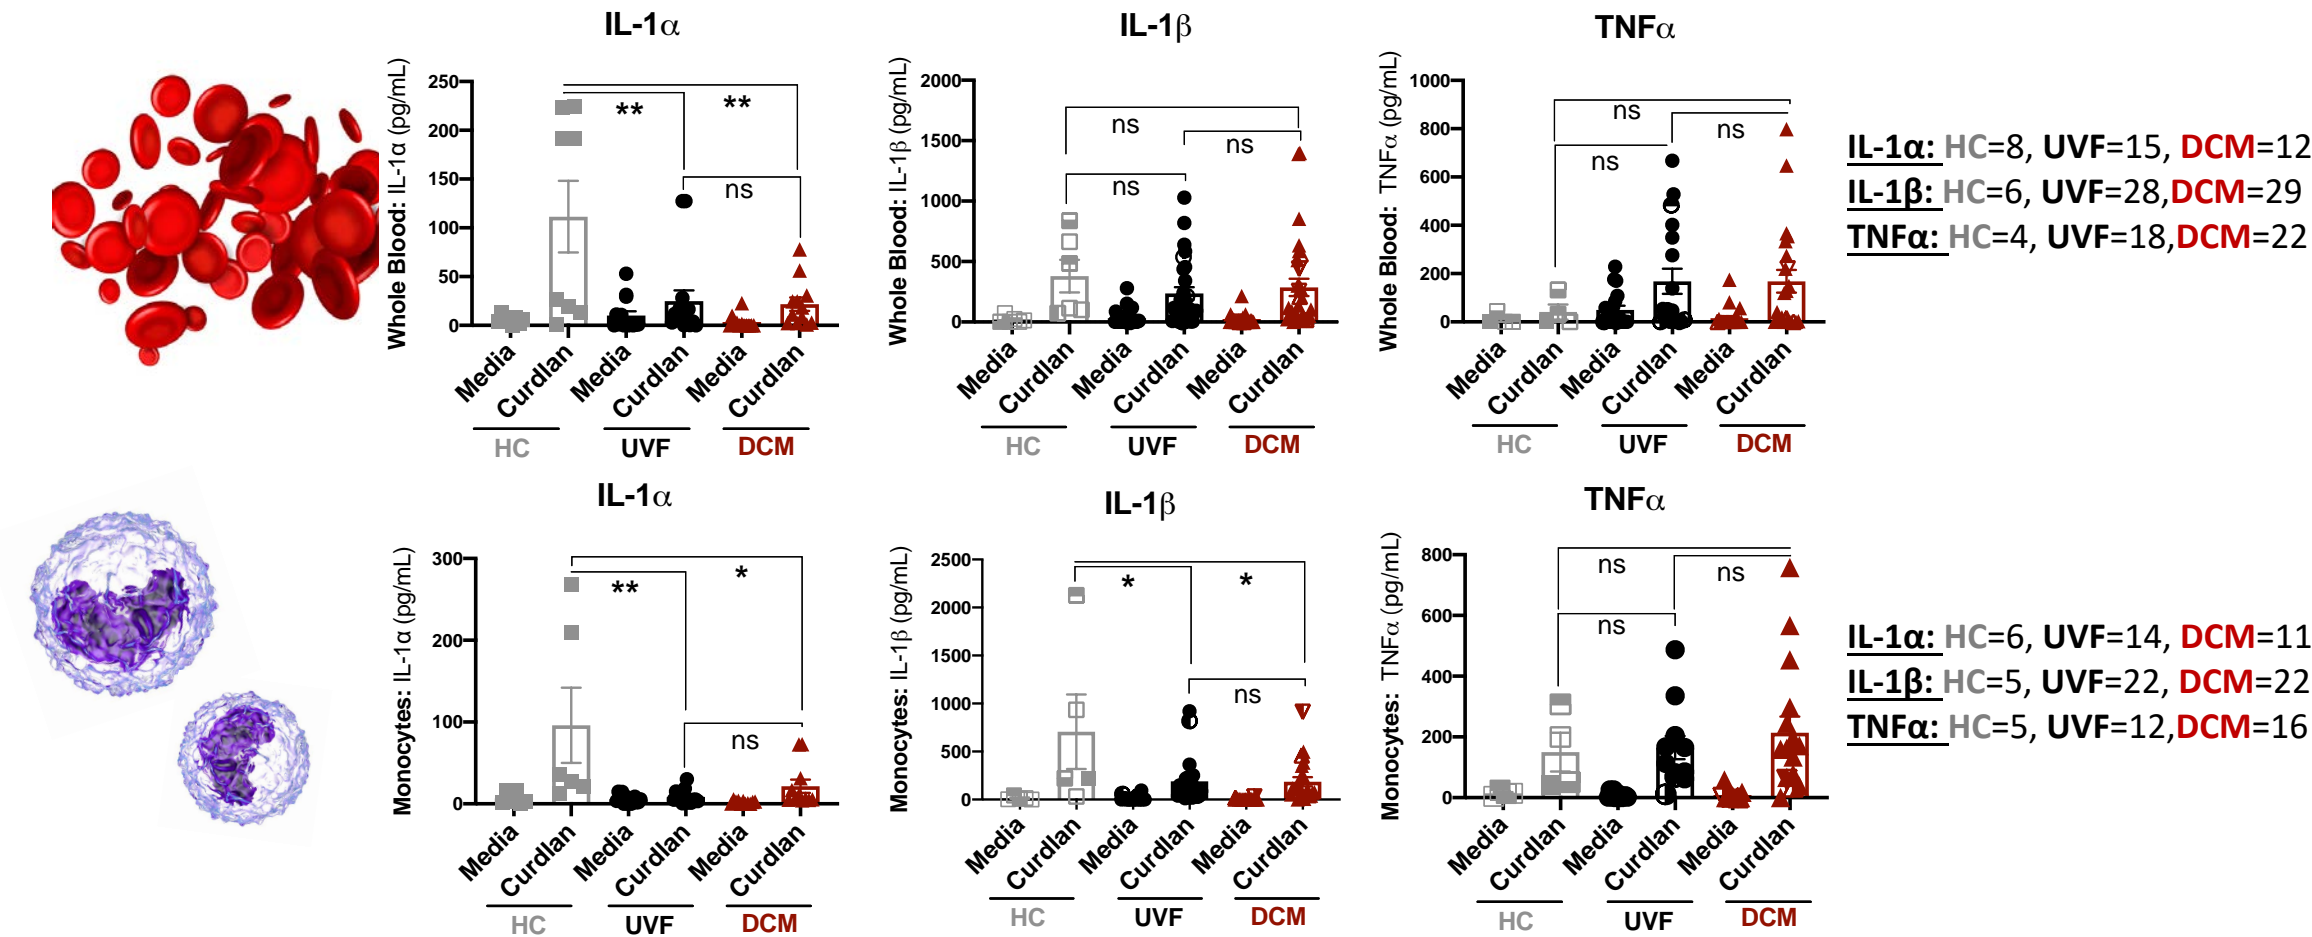 IL-1α
Whole Blood: IL-1α (pg/mL)
250
200
150
100
50
0
** **
ns
Media Curdlan Media Curdlan Media Curdlan
HC UVF DCM
IL-1β
Whole Blood: IL-1β (pg/mL)
2000
1500
1000
500
0
ns
ns
ns
Media Curdlan Media Curdlan Media Curdlan
HC UVF DCM
TNFα
Whole Blood: TNFα (pg/mL)
1000
800
600
400
200
0
ns
ns
ns
Media Curdlan Media Curdlan Media Curdlan
HC UVF DCM
IL-1α: HC=8, UVF=15, DCM=12
IL-1β: HC=6, UVF=28,DCM=29
TNFα: HC=4, UVF=18,DCM=22
IL-1α
Monocytes: IL-1α (pg/mL)
300
200
100
0
** *
ns
Media Curdlan Media Curdlan Media Curdlan
HC UVF DCM
IL-1β
Monocytes: IL-1β (pg/mL)
2500
2000
1500
1000
500
0
* *
ns
Media Curdlan Media Curdlan Media Curdlan
HC UVF DCM
TNFα
Monocytes: TNFα (pg/mL)
800
600
400
200
0
ns
ns
ns
Media Curdlan Media Curdlan Media Curdlan
HC UVF DCM
IL-1α: HC=6, UVF=14, DCM=11
IL-1β: HC=5, UVF=22, DCM=22
TNFα: HC=5, UVF=12,DCM=16